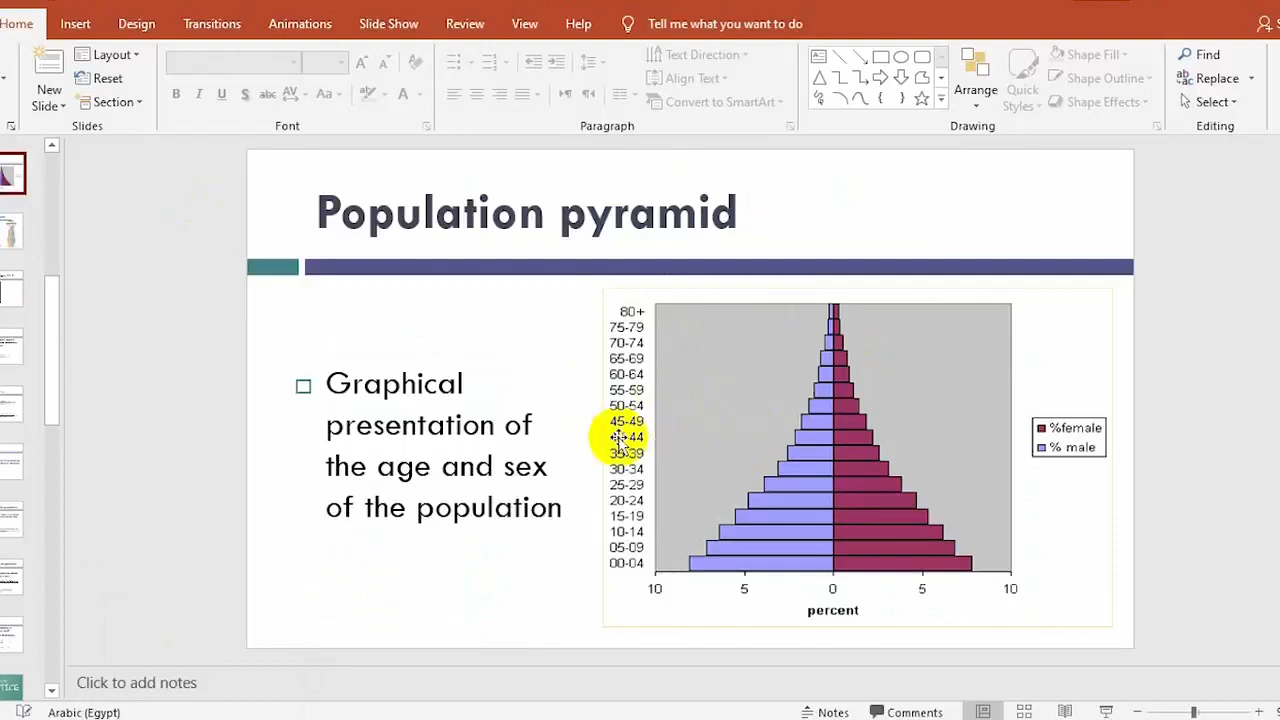 Home Insert Design Transitions Animations Slide Show Review View Help Tell me what you want to do
New Slide
Layout
Reset
Section
Slides
B I U S abc AV Aa A
Font
Text Direction
Align Text
Convert to SmartArt
Paragraph
Arrange
Quick Styles
Shape Fill
Shape Outline
Shape Effects
Drawing
Find
Replace
Select
Editing
Population pyramid
Graphical
presentation of
the age and sex
of the population
80+
75-79
70-74
65-69
60-64
55-59
50-54
45-49
35-39
30-34
25-29
20-24
15-19
10-14
05-09
00-04
10 5 0 5 10
percent
%female
% male
Click to add notes
Arabic (Egypt) Notes Comments